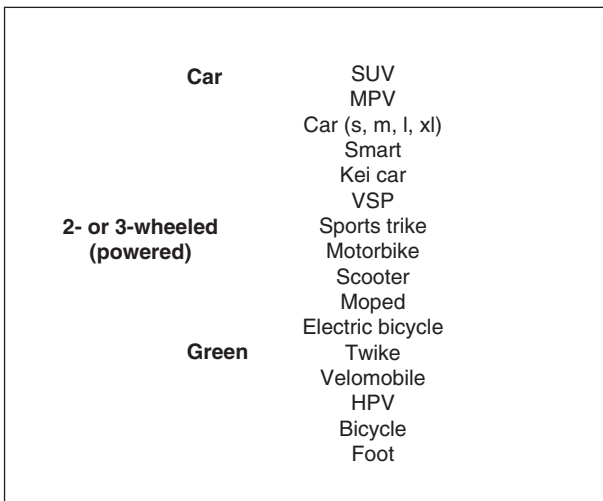 Car SUV
MPV
Car (s, m, l, xl)
Smart
Kei car
VSP
2- or 3-wheeled Sports trike
(powered) Motorbike
Scooter
Moped
Electric bicycle
Green Twike
Velomobile
HPV
Bicycle
Foot